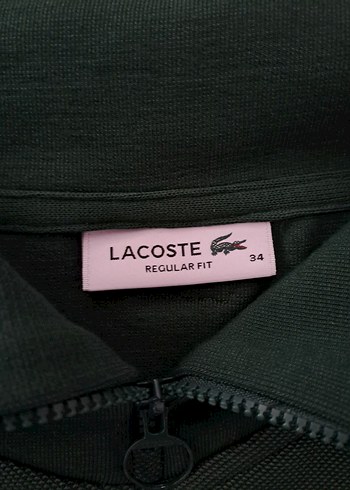 LACOSTE
REGULAR FIT
34